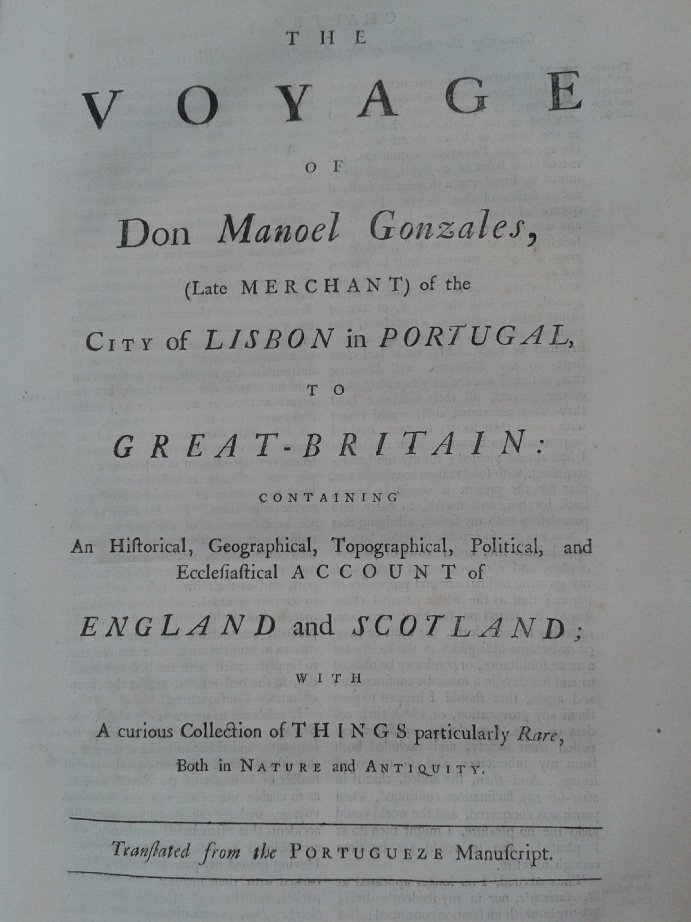 THE
VOYAGE
OF
Don Manoel Gonzales,
(Late MERCHANT) of the
CITY of LISBON in PORTUGAL,
TO
GREAT-BRITAIN:
CONTAINING
An Hiſtorical, Geographical, Topographical, Political, and
Eccleſiaſtical ACCOUNT of
ENGLAND and SCOTLAND;
WITH
A curious Collection of THINGS particularly Rare,
Both in NATURE and ANTIQUITY.
Tranſlated from the PORTUGUEZE Manuſcript.